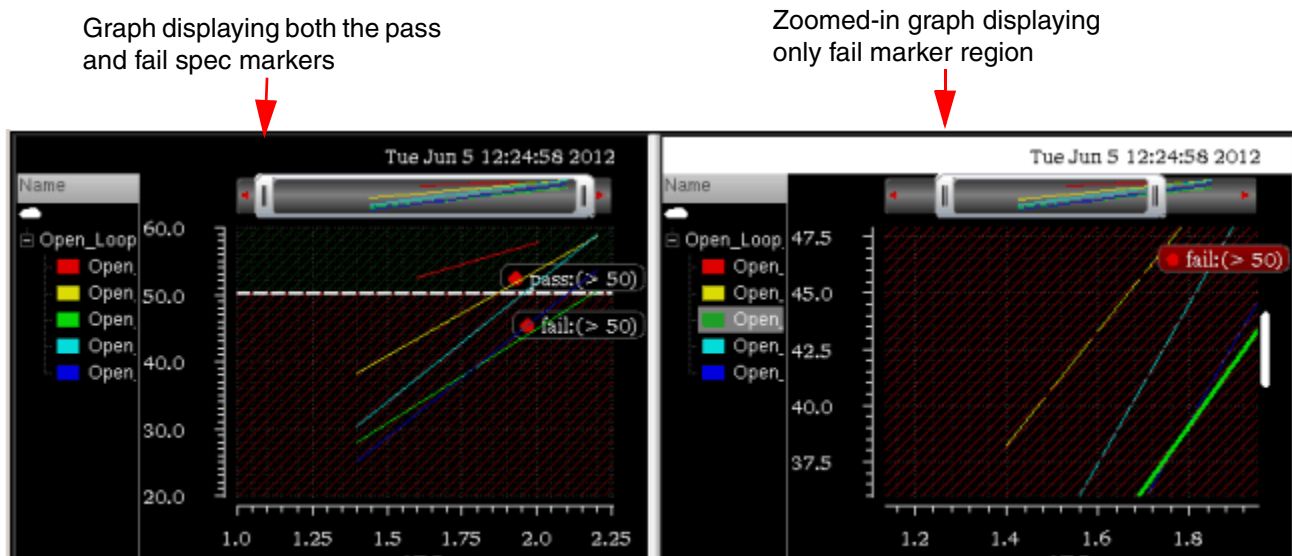 Graph displaying both the pass
and fail spec markers
Zoomed-in graph displaying
only fail marker region
Tue Jun 5 12:24:58 2012
Name
Open_Loop
Open_
Open_
Open_
Open_
Open_
60.0
50.0
40.0
30.0
20.0
pass:(> 50)
fail:(> 50)
1.0 1.25 1.5 1.75 2.0 2.25
Tue Jun 5 12:24:58 2012
Name
Open_Loop
Open_
Open_
Open_
Open_
Open_
47.5
45.0
42.5
40.0
37.5
fail:(> 50)
1.2 1.4 1.6 1.8